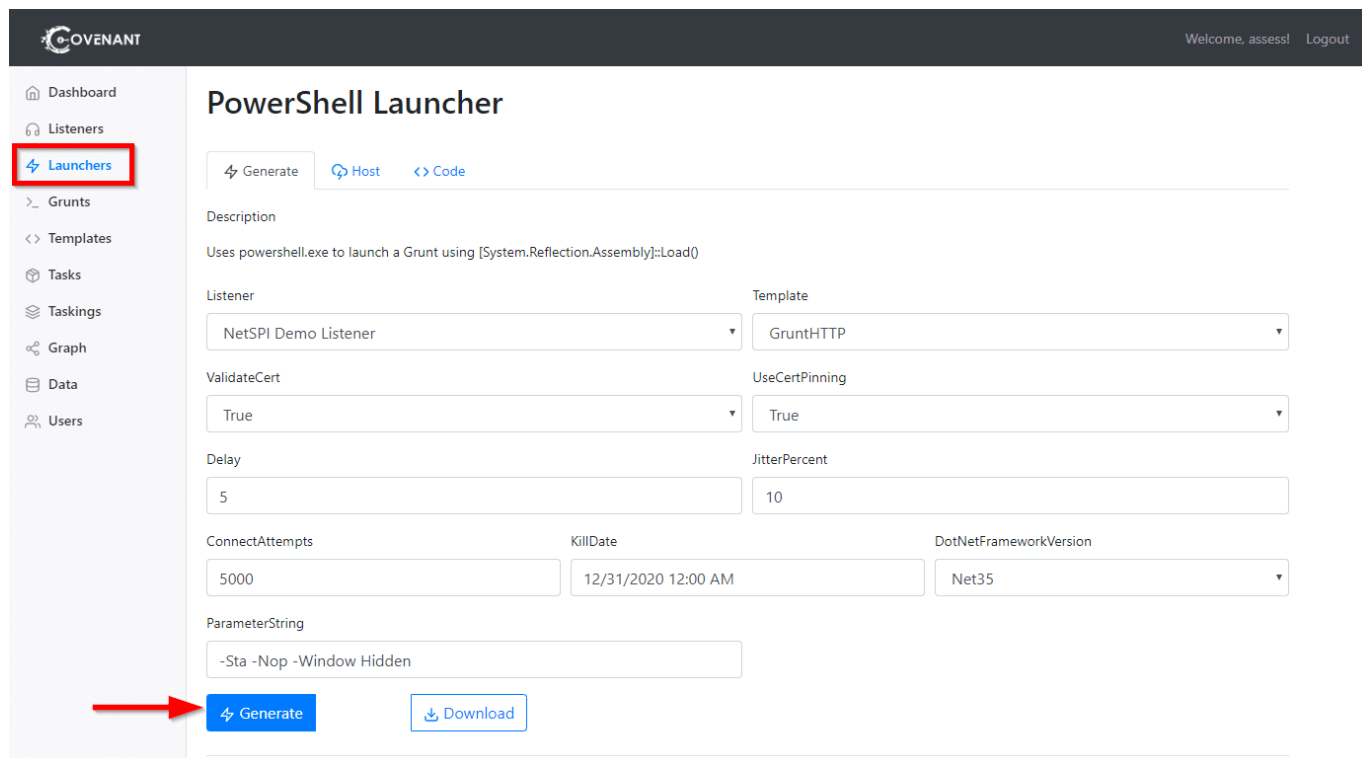 COVENANT
Welcome, assess! Logout
Dashboard
Listeners
Launchers
Grunts
Templates
Tasks
Taskings
Graph
Data
Users
PowerShell Launcher
Generate Host Code
Description
Uses powershell.exe to launch a Grunt using [System.Reflection.Assembly]::Load()
Listener Template
NetSPI Demo Listener GruntHTTP
ValidateCert UseCertPinning
True True
Delay JitterPercent
5 10
ConnectAttempts KillDate DotNetFrameworkVersion
5000 12/31/2020 12:00 AM Net35
ParameterString
-Sta -Nop -Window Hidden
Generate Download